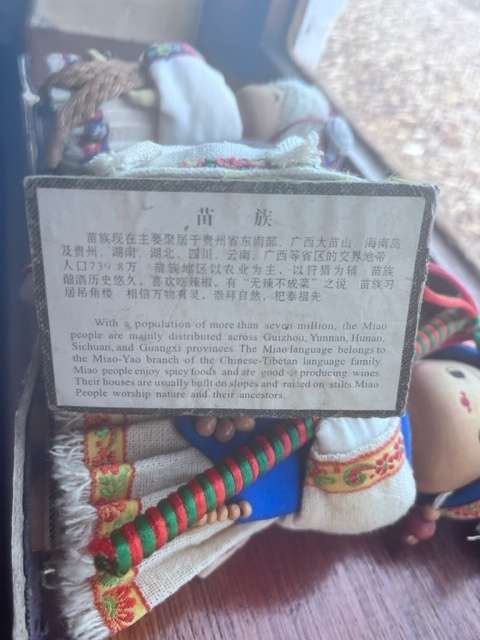 苗 族
苗族现在主要聚居于贵州省东南部、广西大苗山 海南岛
及贵州、湖南、湖北、四川、云南、广西等省区的交界地带
人口739.8万 苗族地区以农业为主，以狩猎为辅 苗族
酿酒历史悠久，喜欢吃辣椒，有“无辣不成菜”之说 苗族习
居吊角楼 相信万物有灵，崇拜自然，祀奉祖先
With a population of more than seven million, the Miao
people are mainly distributed across Guizhou, Yunnan, Hunan,
Sichuan, and Guangxi provinces. The Miao language belongs to
the Miao-Yao branch of the Chinese-Tibetan language family.
Miao people enjoy spicy foods and are good at producing wines
Their houses are usually built on slopes and raised on stilts.Miao
People worship nature and their ancestors.